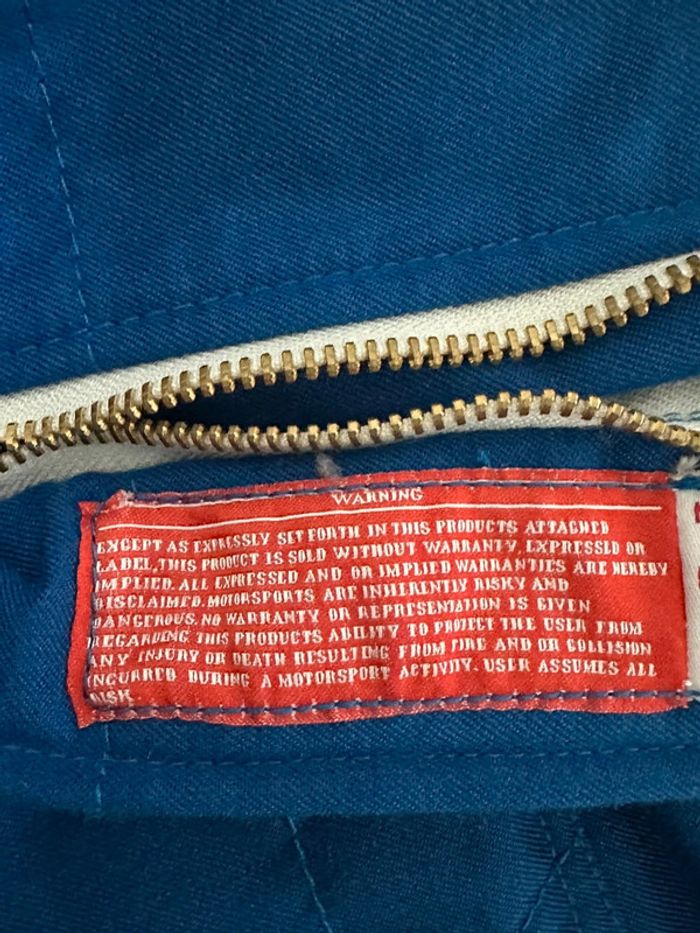 WARNING
EXCEPT AS EXPRESSLY SET FORTH IN THIS PRODUCTS ATTACHED
LABEL, THIS PRODUCT IS SOLD WITHOUT WARRANTY, EXPRESSED OR
IMPLIED. ALL EXPRESSED AND OR IMPLIED WARRANTIES ARE HEREBY
DISCLAIMED. MOTORSPORTS ARE INHERENTLY RISKY AND
DANGEROUS. NO WARRANTY OR REPRESENTATION IS GIVEN
REGARDING THIS PRODUCTS ABILITY TO PROTECT THE USER FROM
ANY INJURY OR DEATH RESULTING FROM FIRE AND OR COLLISION
INCURRED DURING A MOTORSPORT ACTIVITY. USER ASSUMES ALL
RISK